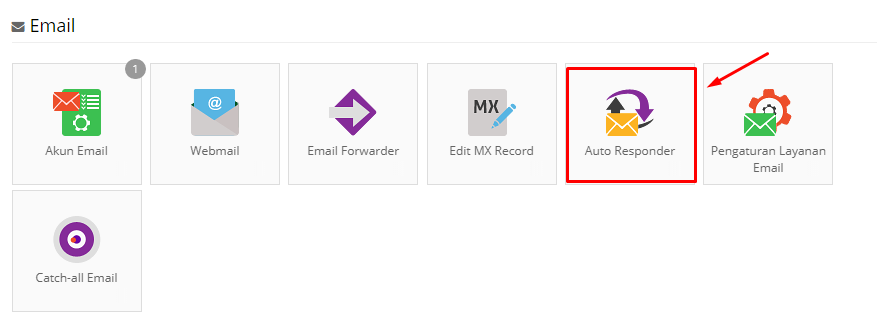 Email
1
Akun Email
@
Webmail
Email Forwarder
MX
Edit MX Record
Auto Responder
Pengaturan Layanan
Email
Catch-all Email